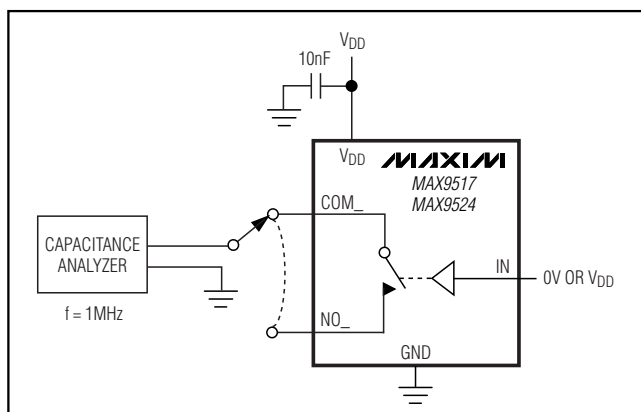 V_DD
10nF
V_DD
MAXIM
MAX9517
MAX9524
COM_
CAPACITANCE
ANALYZER
IN
0V OR V_DD
f = 1MHz
NO_
GND